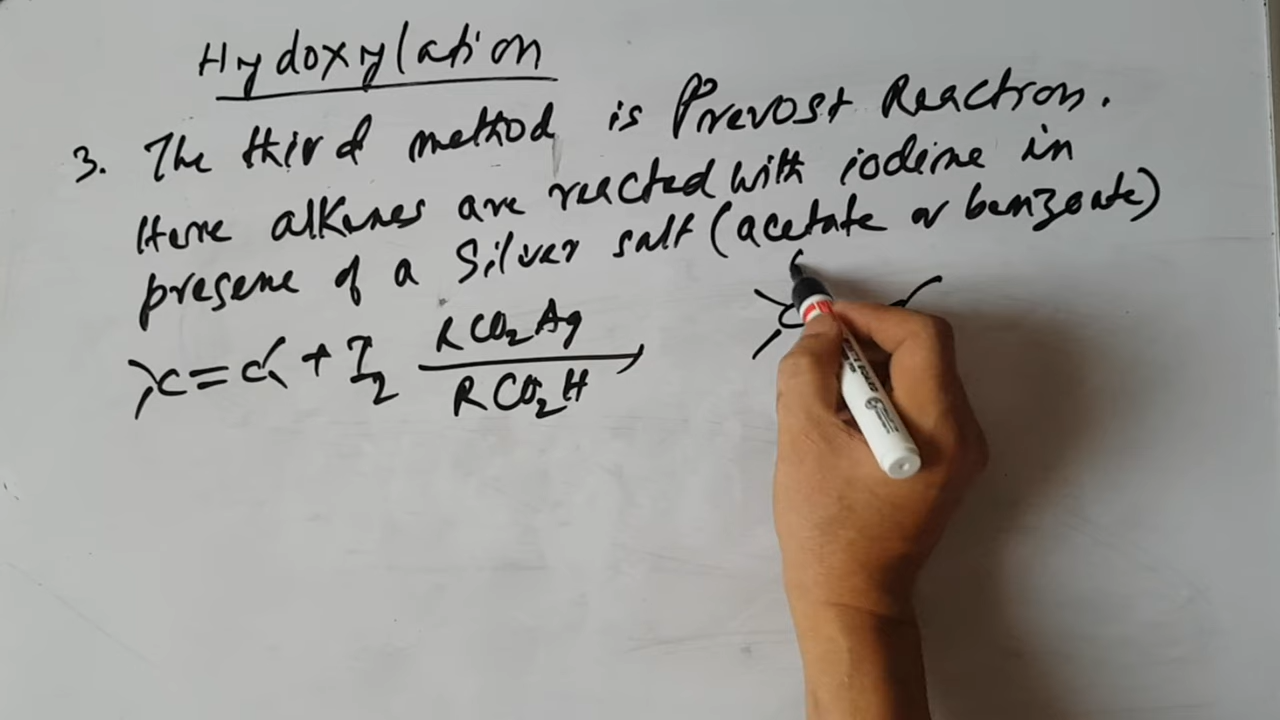 Hydoxylation
3. The third method is Prevost Reaction.
Here alkenes are reacted with iodine in
presene of a silver salt (acetate or benzoate)
>C=C< + I2 RCO2Ag
RCO2H
C